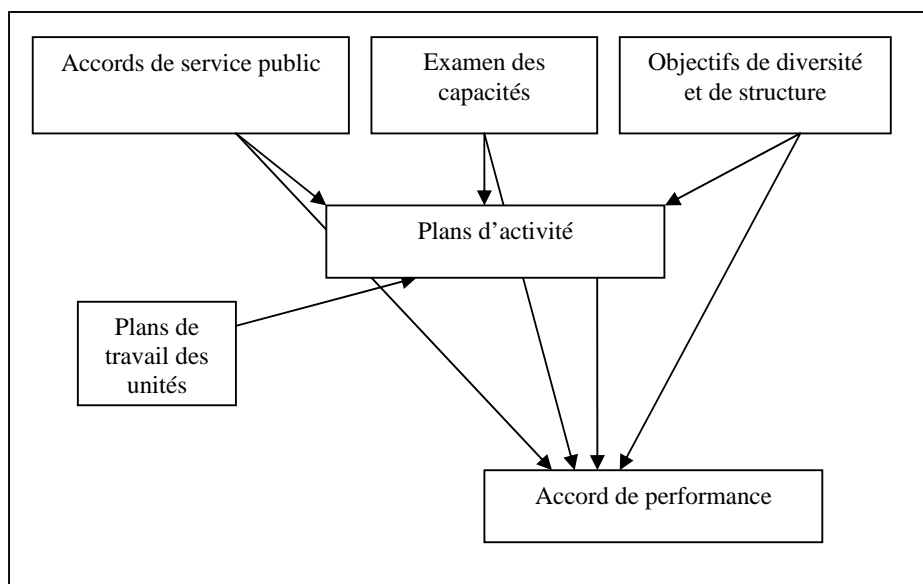 Accords de service public
Examen des
capacités
Objectifs de diversité
et de structure
Plans d’activité
Plans de
travail des
unités
Accord de performance